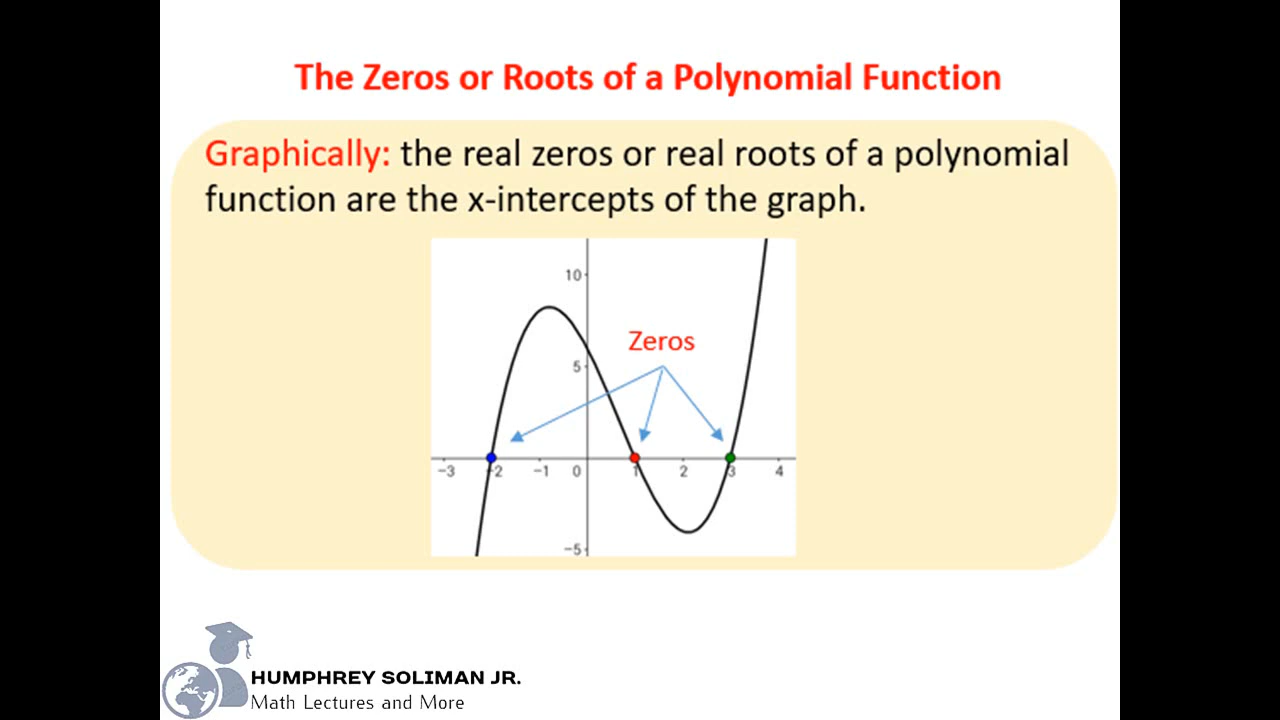 The Zeros or Roots of a Polynomial Function
Graphically: the real zeros or real roots of a polynomial
function are the x-intercepts of the graph.
10
Zeros
5
−3 −2 −1 0 1 2 3 4
−5
HUMPHREY SOLIMAN JR.
Math Lectures and More